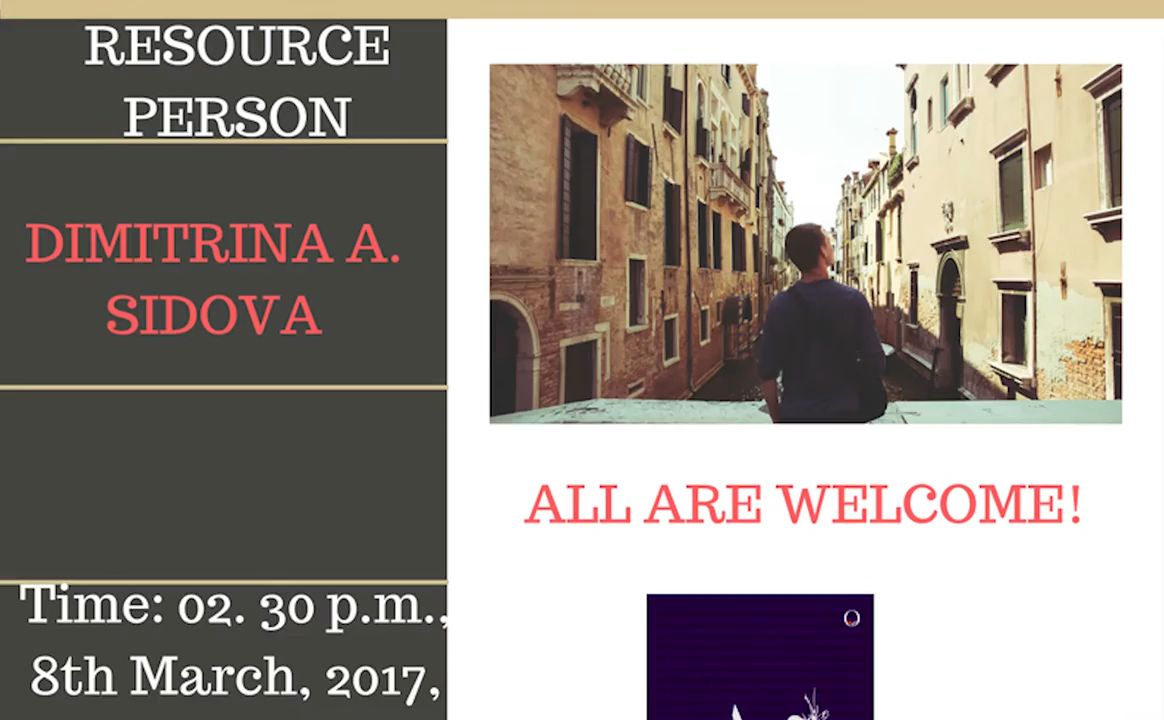 RESOURCE
PERSON
DIMITRINA A.
SIDOVA
Time: 02. 30 p.m.,
8th March, 2017,
ALL ARE WELCOME!